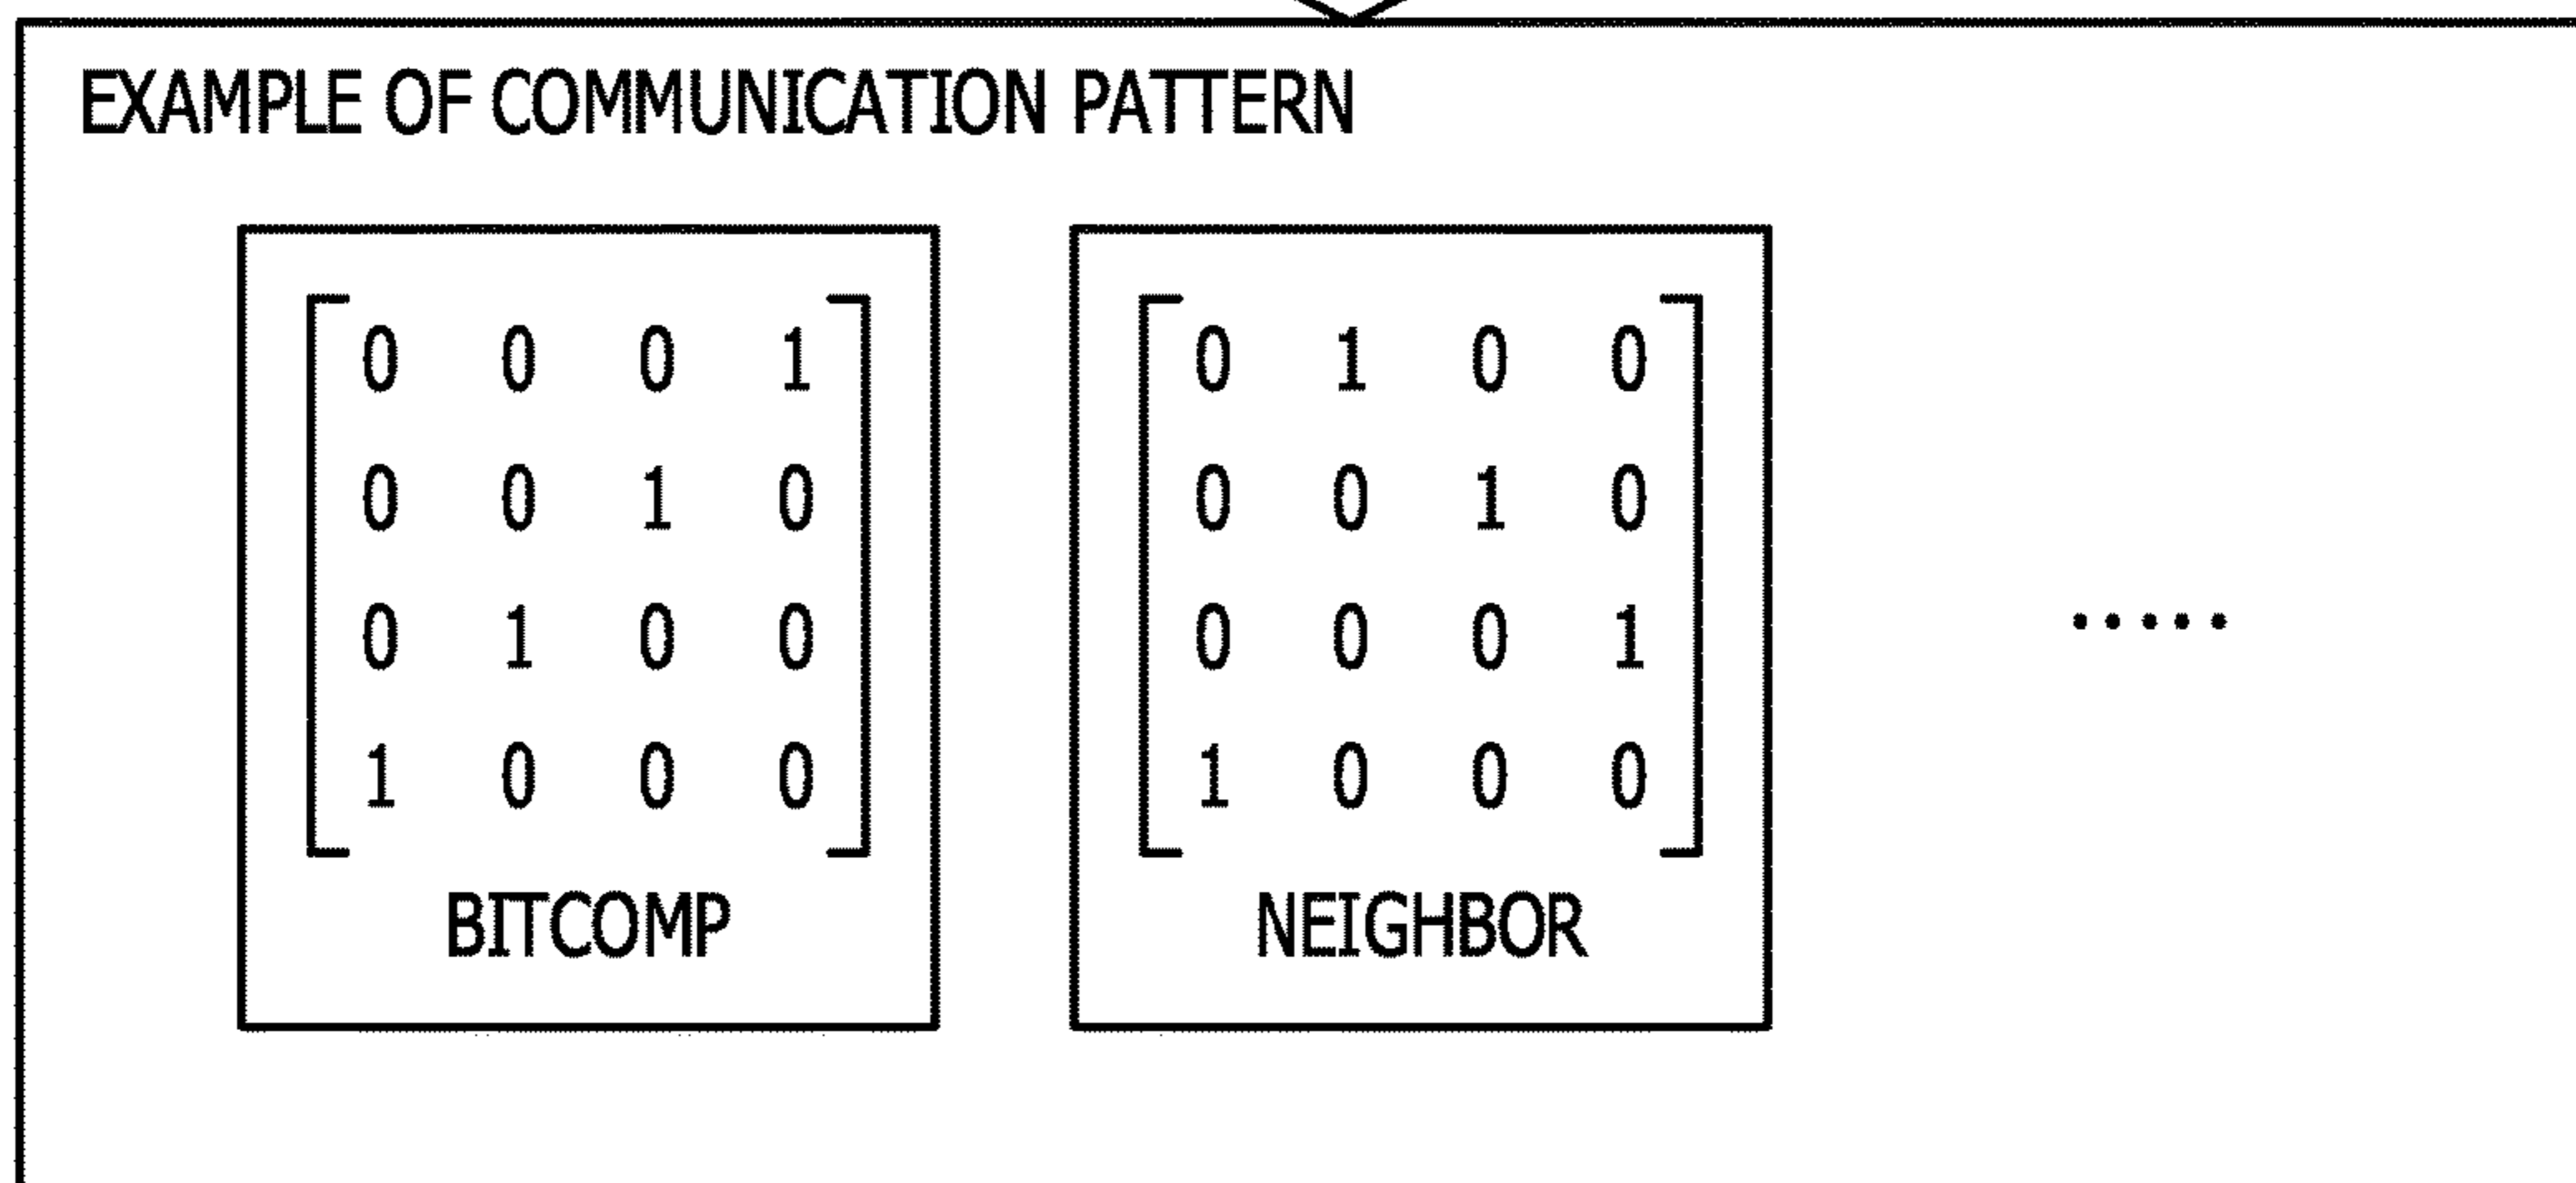 EXAMPLE OF COMMUNICATION PATTERN
0 0 0 1
0 0 1 0
0 1 0 0
1 0 0 0
BITCOMP
0 1 0 0
0 0 1 0
0 0 0 1
1 0 0 0
NEIGHBOR
.....